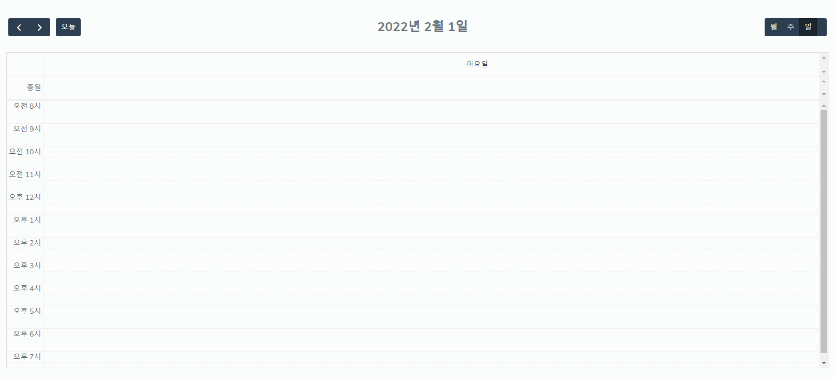 오늘
2022년 2월 1일
월 주 일
화요일
종일
오전 8시
오전 9시
오전 10시
오전 11시
오후 12시
오후 1시
오후 2시
오후 3시
오후 4시
오후 5시
오후 6시
오후 7시